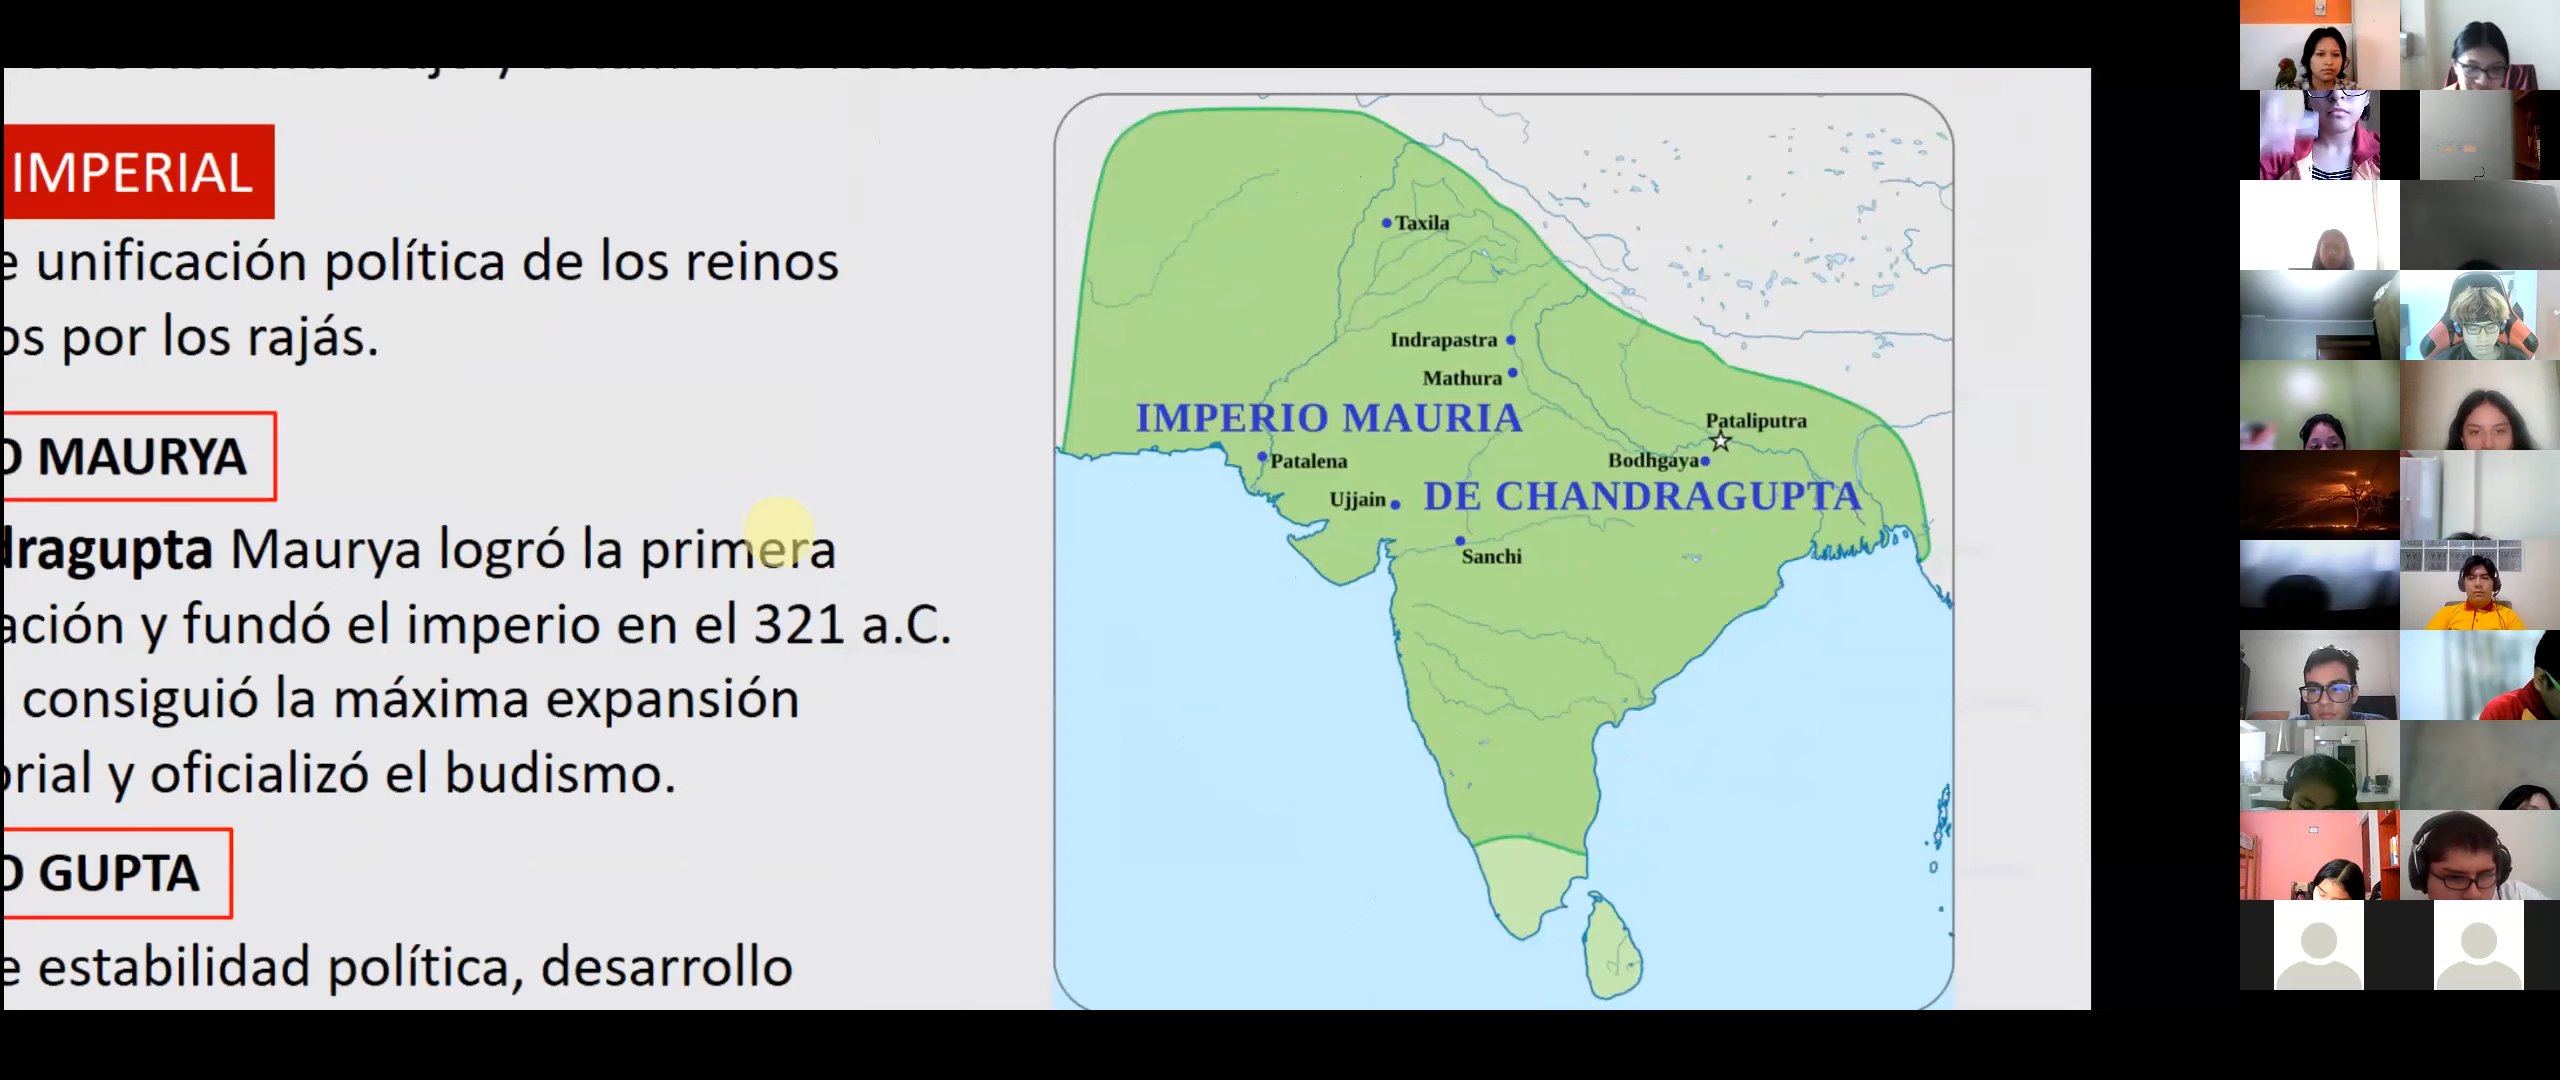 IMPERIAL
e unificación política de los reinos
os por los rajás.
O MAURYA
dragupta Maurya logró la primera
ación y fundó el imperio en el 321 a.C.
consiguió la máxima expansión
orial y oficializó el budismo.
O GUPTA
e estabilidad política, desarrollo
Taxila
Indrapastra
Mathura
IMPERIO MAURIA
Pataliputra
Patalena
Bodhgaya
Ujjain
DE CHANDRAGUPTA
Sanchi